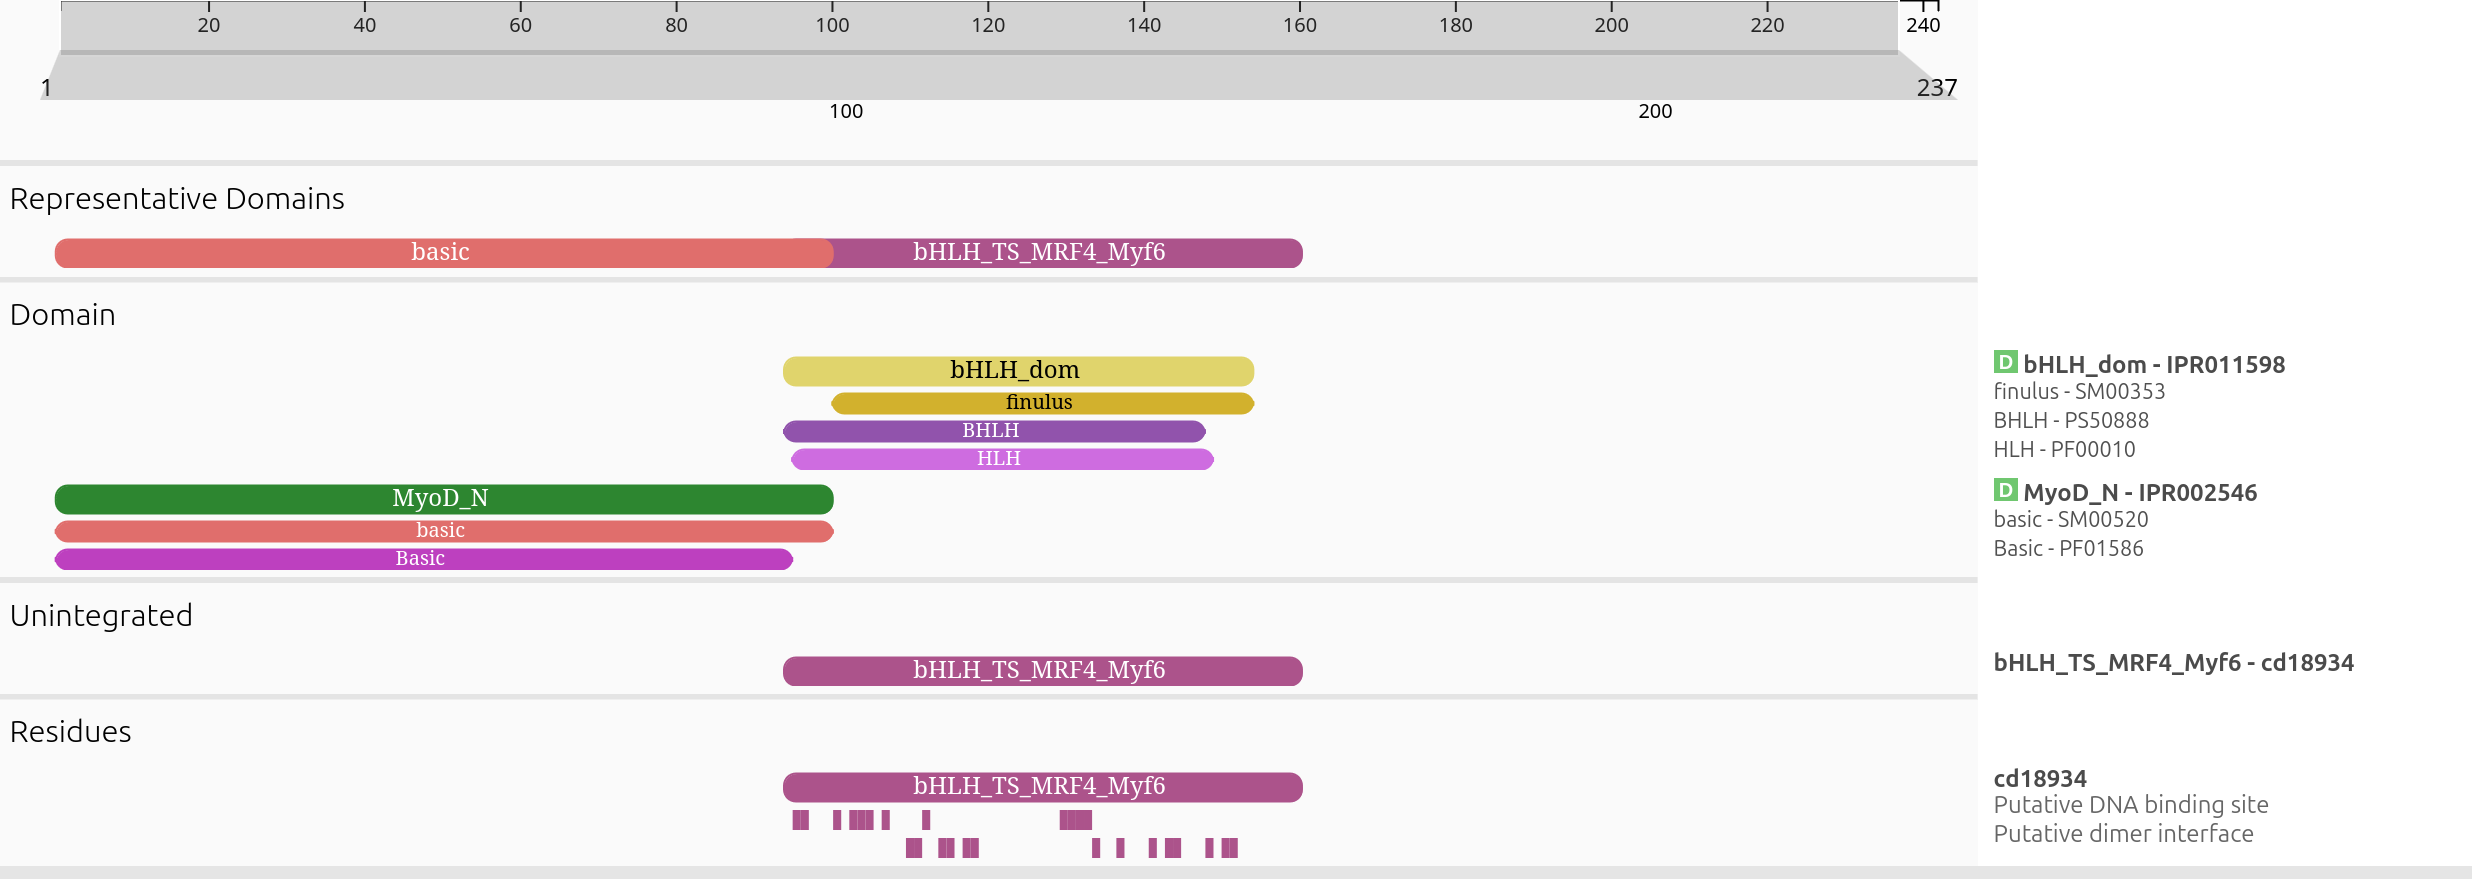 20 40 60 80 100 120 140 160 180 200 220 240
1 237
100 200
Representative Domains
basic bHLH_TS_MRF4_Myf6
Domain
bHLH_dom
D bHLH_dom - IPR011598
finulus
finulus - SM00353
BHLH
BHLH - PS50888
HLH
HLH - PF00010
MyoD_N
D MyoD_N - IPR002546
basic
basic - SM00520
Basic
Basic - PF01586
Unintegrated
bHLH_TS_MRF4_Myf6
bHLH_TS_MRF4_Myf6 - cd18934
Residues
bHLH_TS_MRF4_Myf6
cd18934
Putative DNA binding site
Putative dimer interface